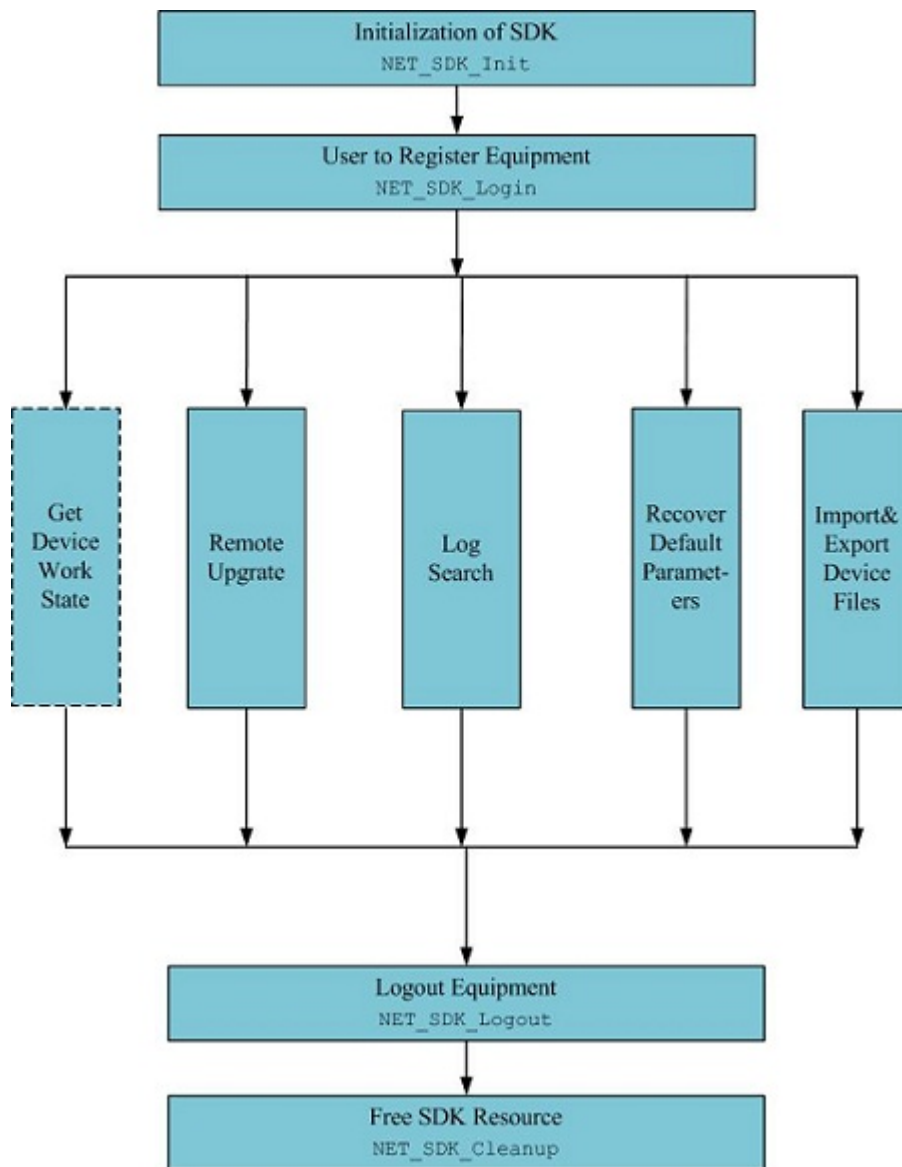 Initialization of SDK
NET_SDK_Init
User to Register Equipment
NET_SDK_Login
Get
Device
Work
State
Remote
Upgrate
Log
Search
Recover
Default
Paramet-
ers
Import&
Export
Device
Files
Logout Equipment
NET_SDK_Logout
Free SDK Resource
NET_SDK_Cleanup